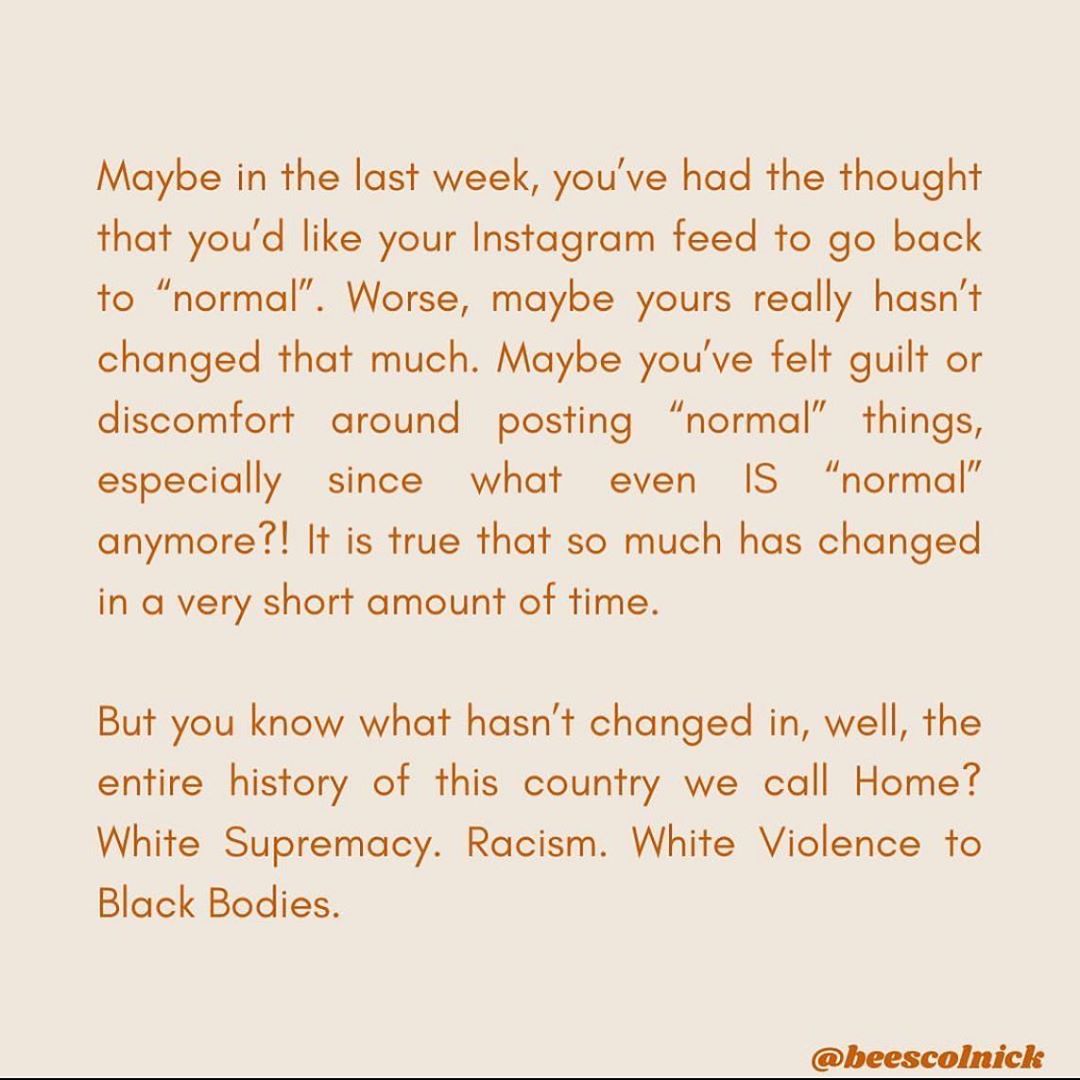 Maybe in the last week, you’ve had the thought
that you’d like your Instagram feed to go back
to “normal”. Worse, maybe yours really hasn’t
changed that much. Maybe you’ve felt guilt or
discomfort around posting “normal” things,
especially since what even IS “normal”
anymore?! It is true that so much has changed
in a very short amount of time.
But you know what hasn’t changed in, well, the
entire history of this country we call Home?
White Supremacy. Racism. White Violence to
Black Bodies.
@beescolnick